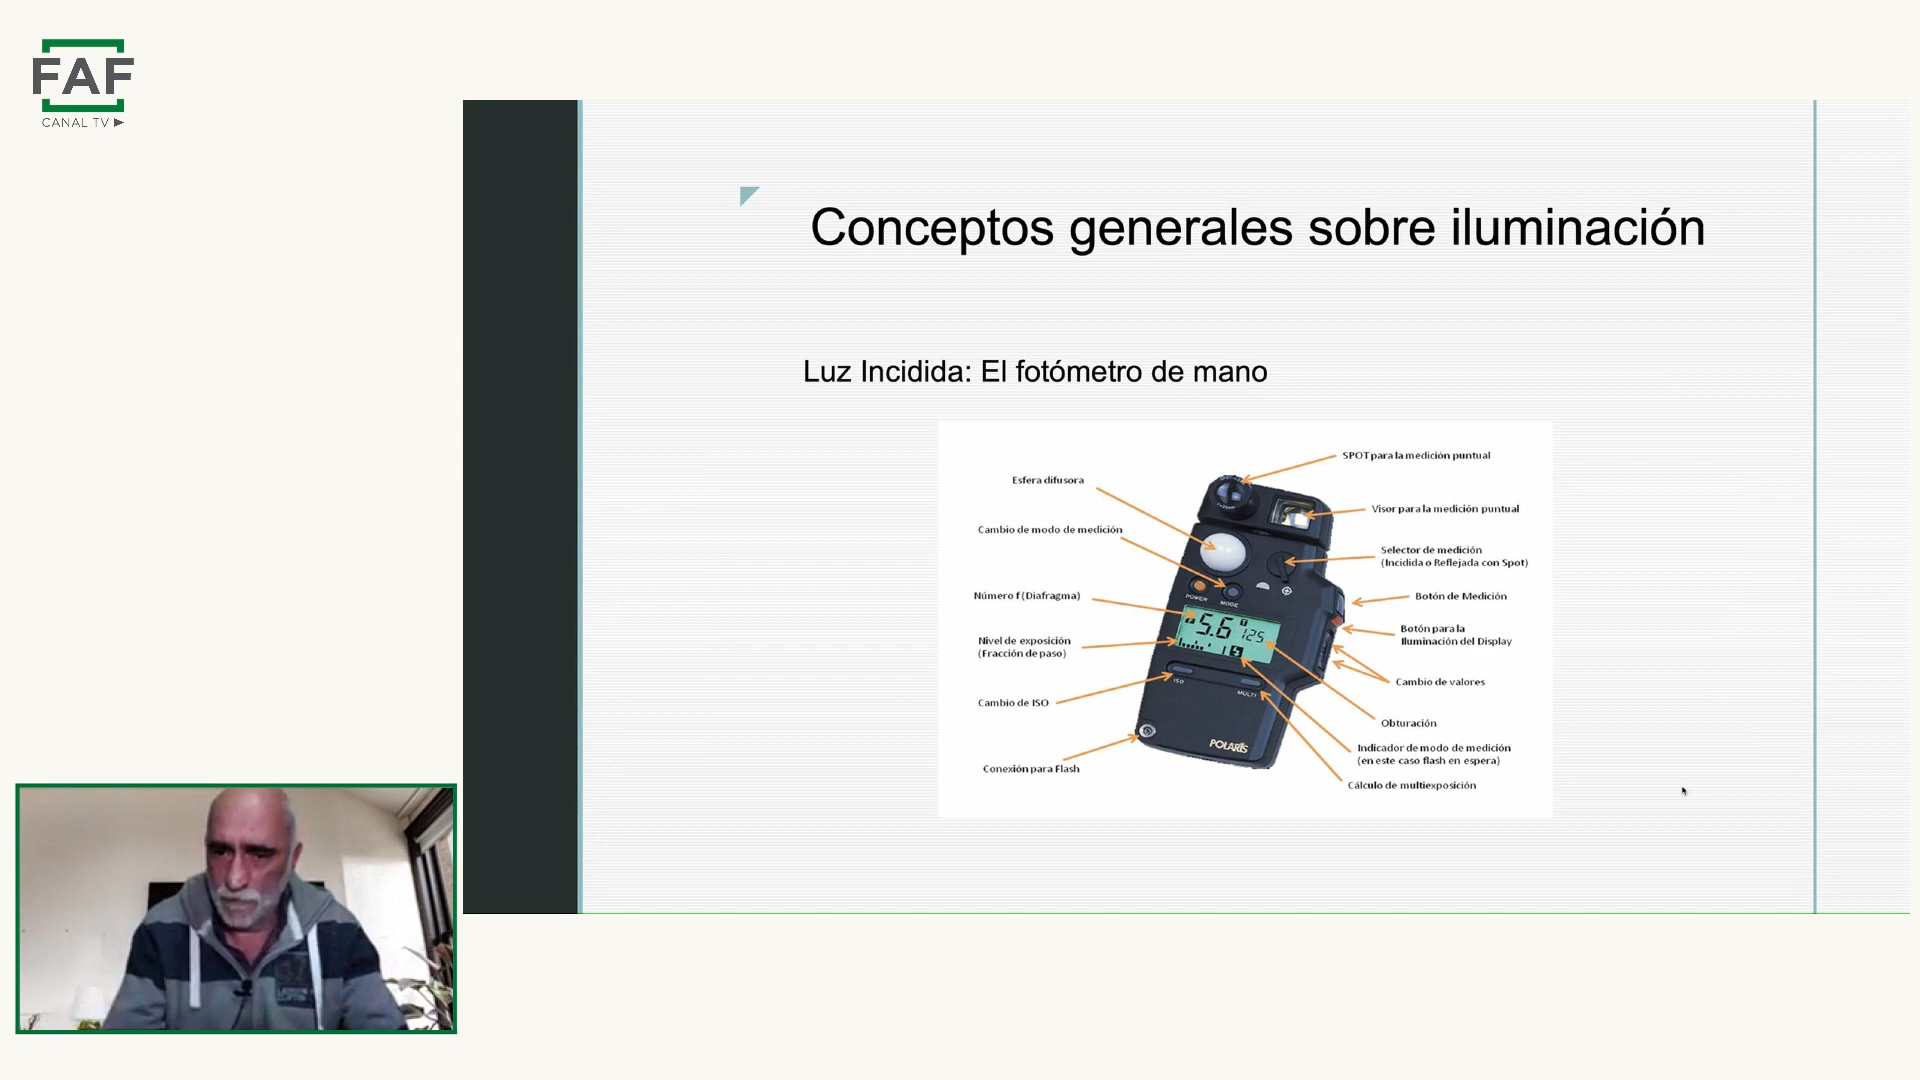 FAF
CANAL TV
Conceptos generales sobre iluminación
Luz Incidida: El fotómetro de mano
SPOT para la medición puntual
Esfera difusora
Visor para la medición puntual
Cambio de modo de medición
Selector de medición
(Incidida o Reflejada con Spot)
Número f (Diafragma)
Botón de Medición
Botón para la
Iluminación del Display
Nivel de exposición
(Fracción de paso)
Cambio de valores
Cambio de ISO
Obturación
Indicador de modo de medición
(en este caso flash en espera)
Conexión para Flash
Cálculo de multiexposición
POWER
MODE
5.6
125
ISO
MULTI
POLARIS